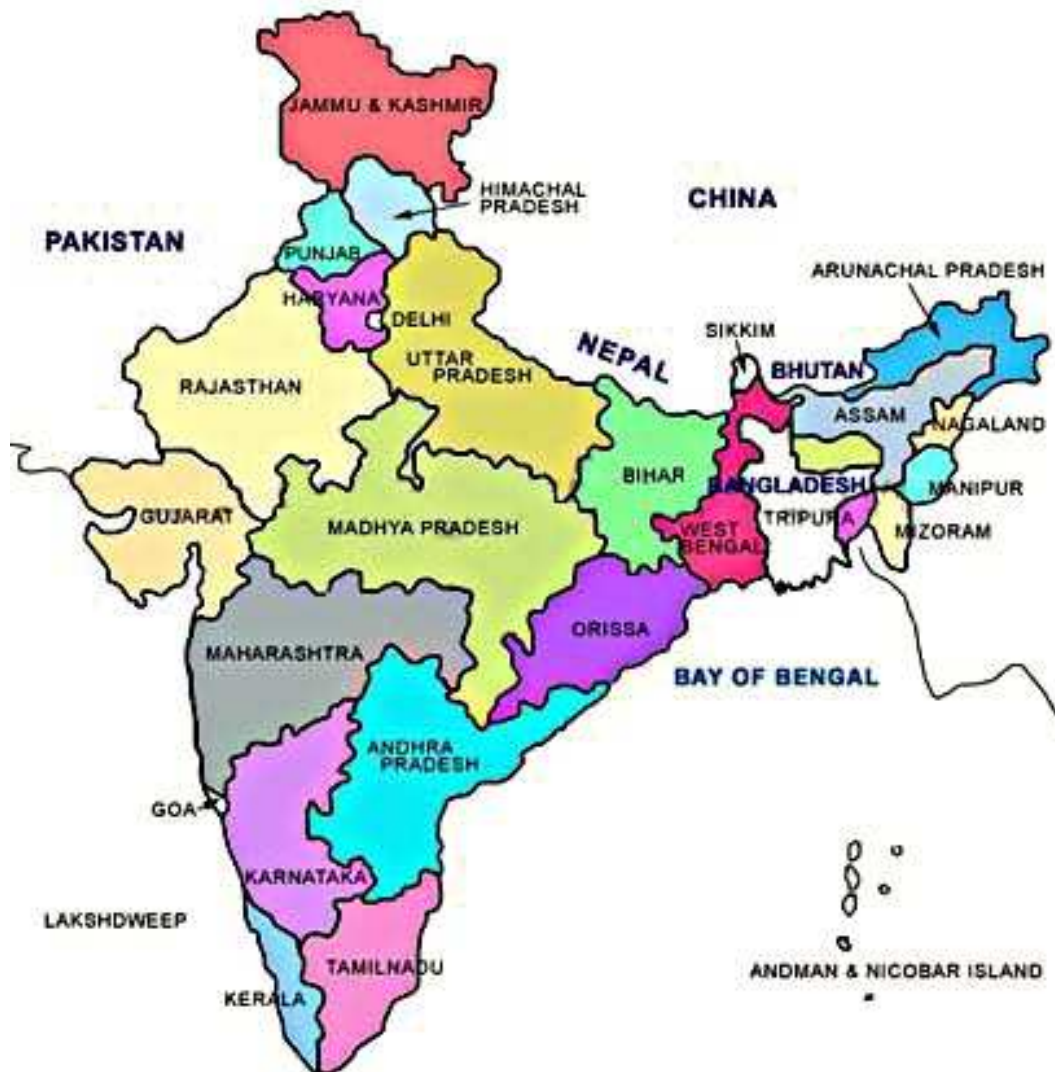 JAMMU & KASHMIR
HIMACHAL
PRADESH
CHINA
PAKISTAN
PUNJAB
ARUNACHAL PRADESH
HARYANA
DELHI
SIKKIM
NEPAL
BHUTAN
UTTAR
PRADESH
RAJASTHAN
ASSAM
NAGALAND
BIHAR
BANGLADESH
MANIPUR
GUJARAT
MADHYA PRADESH
WEST
BENGAL
TRIPURA
MIZORAM
ORISSA
MAHARASHTRA
BAY OF BENGAL
ANDHRA
PRADESH
GOA
KARNATAKA
LAKSHDWEEP
TAMILNADU
ANDMAN & NICOBAR ISLAND
KERALA